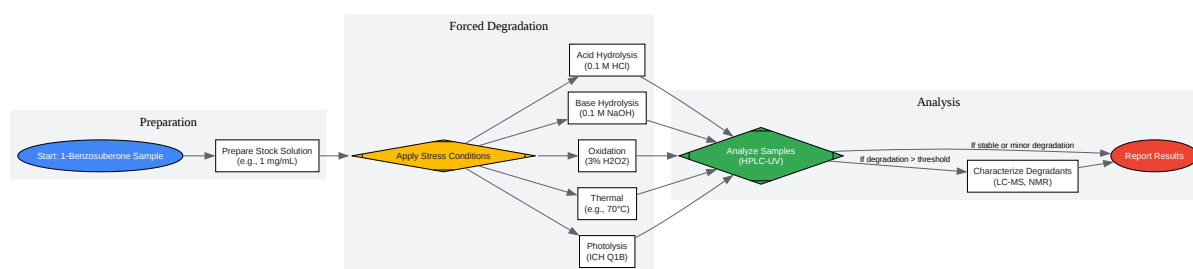 Preparation
Start: 1-Benzosuberone Sample
Prepare Stock Solution
(e.g., 1 mg/mL)
Forced Degradation
Apply Stress Conditions
Acid Hydrolysis
(0.1 M HCl)
Base Hydrolysis
(0.1 M NaOH)
Oxidation
(3% H2O2)
Thermal
(e.g., 70°C)
Photolysis
(ICH Q1B)
Analysis
Analyze Samples
(HPLC-UV)
If stable or minor degradation
If degradation > threshold
Characterize Degradants
(LC-MS, NMR)
Report Results